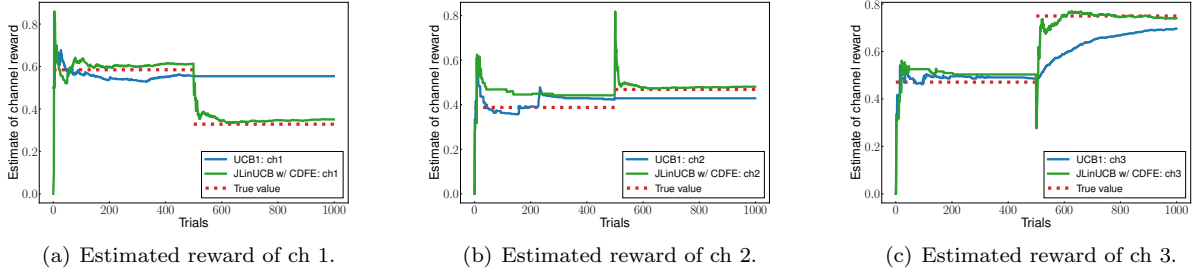 Estimate of channel reward
0.8
0.6
0.4
0.2
0.0
0
200
400
600
800
1000
Trials
UCB1: ch1
JLinUCB w/ CDFE: ch1
True value
(a) Estimated reward of ch 1.
Estimate of channel reward
0.8
0.6
0.4
0.2
0.0
0
200
400
600
800
1000
Trials
UCB1: ch2
JLinUCB w/ CDFE: ch2
True value
(b) Estimated reward of ch 2.
Estimate of channel reward
0.8
0.6
0.4
0.2
0.0
0
200
400
600
800
1000
Trials
UCB1: ch3
JLinUCB w/ CDFE: ch3
True value
(c) Estimated reward of ch 3.